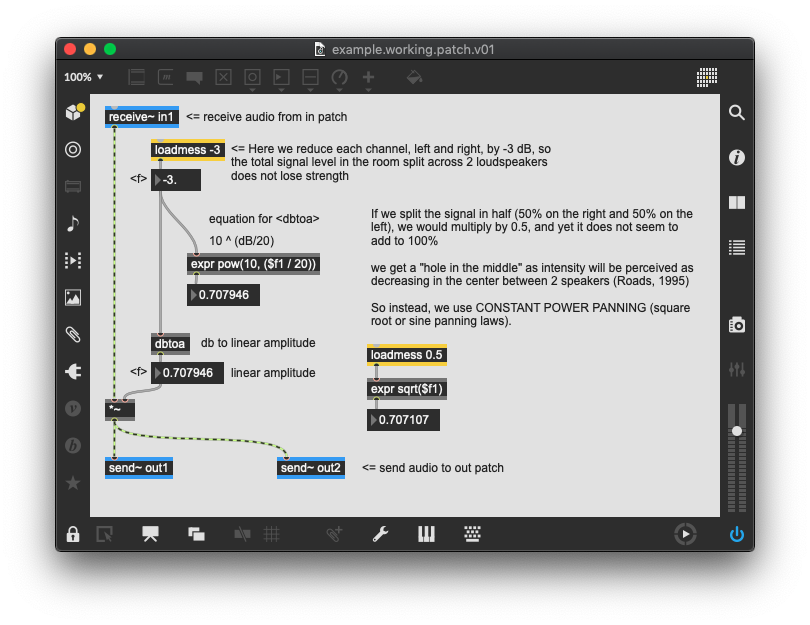 example.working.patch.v01
100%
receive~ in1 <= receive audio from in patch
loadmess -3 <= Here we reduce each channel, left and right, by -3 dB, so
the total signal level in the room split across 2 loudspeakers
does not lose strength
<f> -3.
equation for <dbtoa>
10 ^ (dB/20)
expr pow(10, ($f1 / 20))
0.707946
If we split the signal in half (50% on the right and 50% on the
left), we would multiply by 0.5, and yet it does not seem to
add to 100%
we get a "hole in the middle" as intensity will be perceived as
decreasing in the center between 2 speakers (Roads, 1995)
So instead, we use CONSTANT POWER PANNING (square
root or sine panning laws).
dbtoa db to linear amplitude
<f> 0.707946 linear amplitude
loadmess 0.5
expr sqrt($f1)
0.707107
*~
send~ out1
send~ out2 <= send audio to out patch